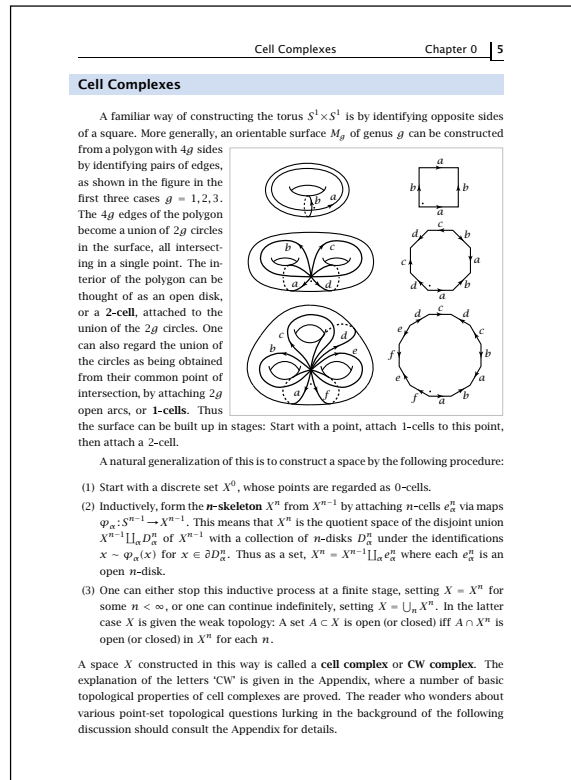 Cell Complexes Chapter 0 5
Cell Complexes
A familiar way of constructing the torus S¹×S¹ is by identifying opposite sides
of a square. More generally, an orientable surface M_g of genus g can be constructed
from a polygon with 4g sides
by identifying pairs of edges,
as shown in the figure in the
first three cases g = 1, 2, 3.
The 4g edges of the polygon
become a union of 2g circles
in the surface, all intersect-
ing in a single point. The in-
terior of the polygon can be
thought of as an open disk,
or a 2-cell, attached to the
union of the 2g circles. One
can also regard the union of
the circles as being obtained
from their common point of
intersection, by attaching 2g
open arcs, or 1-cells. Thus
b a
a
b b
a
b c
a d
c
d b
c a
d b
a
c d
b e
a f
c
d d
e c
f b
e a
f b
a
the surface can be built up in stages: Start with a point, attach 1-cells to this point,
then attach a 2-cell.
A natural generalization of this is to construct a space by the following procedure:
(1) Start with a discrete set X⁰, whose points are regarded as 0-cells.
(2) Inductively, form the n-skeleton Xⁿ from Xⁿ⁻¹ by attaching n-cells eⁿ_α via maps
φ_α : Sⁿ⁻¹ → Xⁿ⁻¹. This means that Xⁿ is the quotient space of the disjoint union
Xⁿ⁻¹ ∐_α Dⁿ_α of Xⁿ⁻¹ with a collection of n-disks Dⁿ_α under the identifications
x ~ φ_α(x) for x ∈ ∂Dⁿ_α. Thus as a set, Xⁿ = Xⁿ⁻¹ ∐_α eⁿ_α where each eⁿ_α is an
open n-disk.
(3) One can either stop this inductive process at a finite stage, setting X = Xⁿ for
some n < ∞, or one can continue indefinitely, setting X = ⋃_n Xⁿ. In the latter
case X is given the weak topology: A set A ⊂ X is open (or closed) iff A ∩ Xⁿ is
open (or closed) in Xⁿ for each n.
A space X constructed in this way is called a cell complex or CW complex. The
explanation of the letters ‘CW’ is given in the Appendix, where a number of basic
topological properties of cell complexes are proved. The reader who wonders about
various point-set topological questions lurking in the background of the following
discussion should consult the Appendix for details.